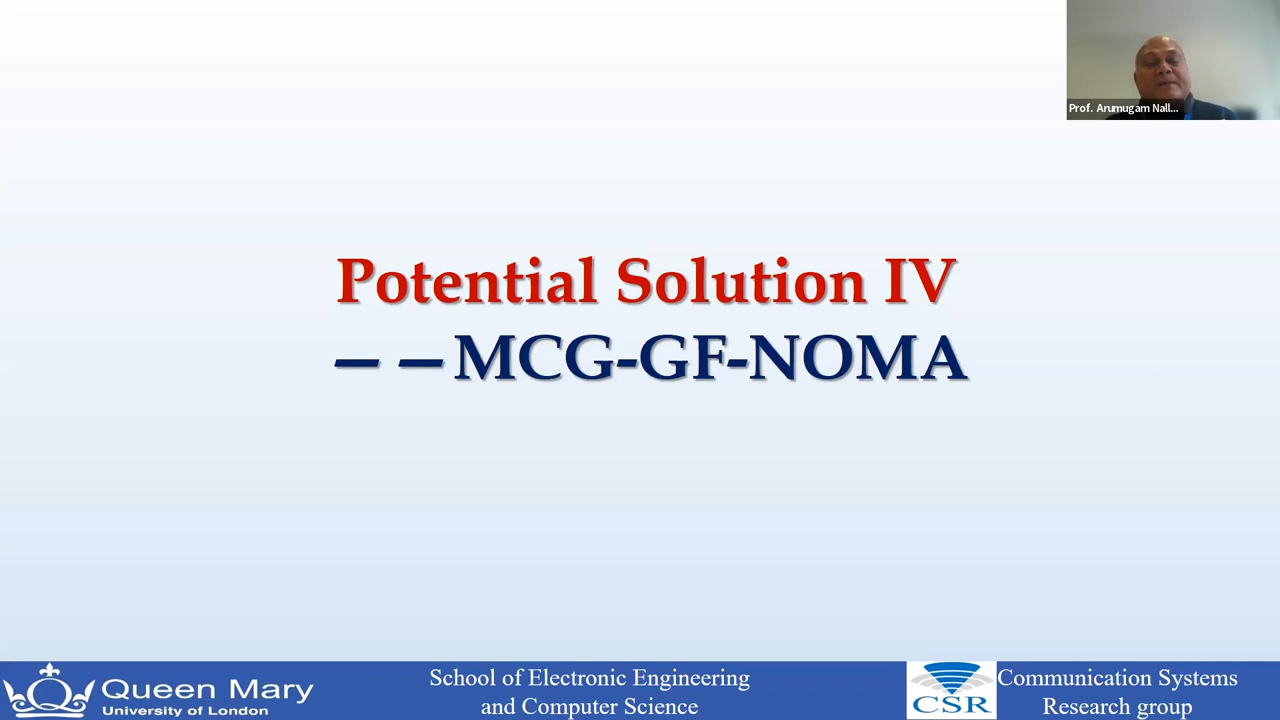 Prof. Arumugam Nall...
Potential Solution IV
— —MCG-GF-NOMA
Queen Mary
University of London
School of Electronic Engineering
and Computer Science
CSR
Communication Systems
Research group